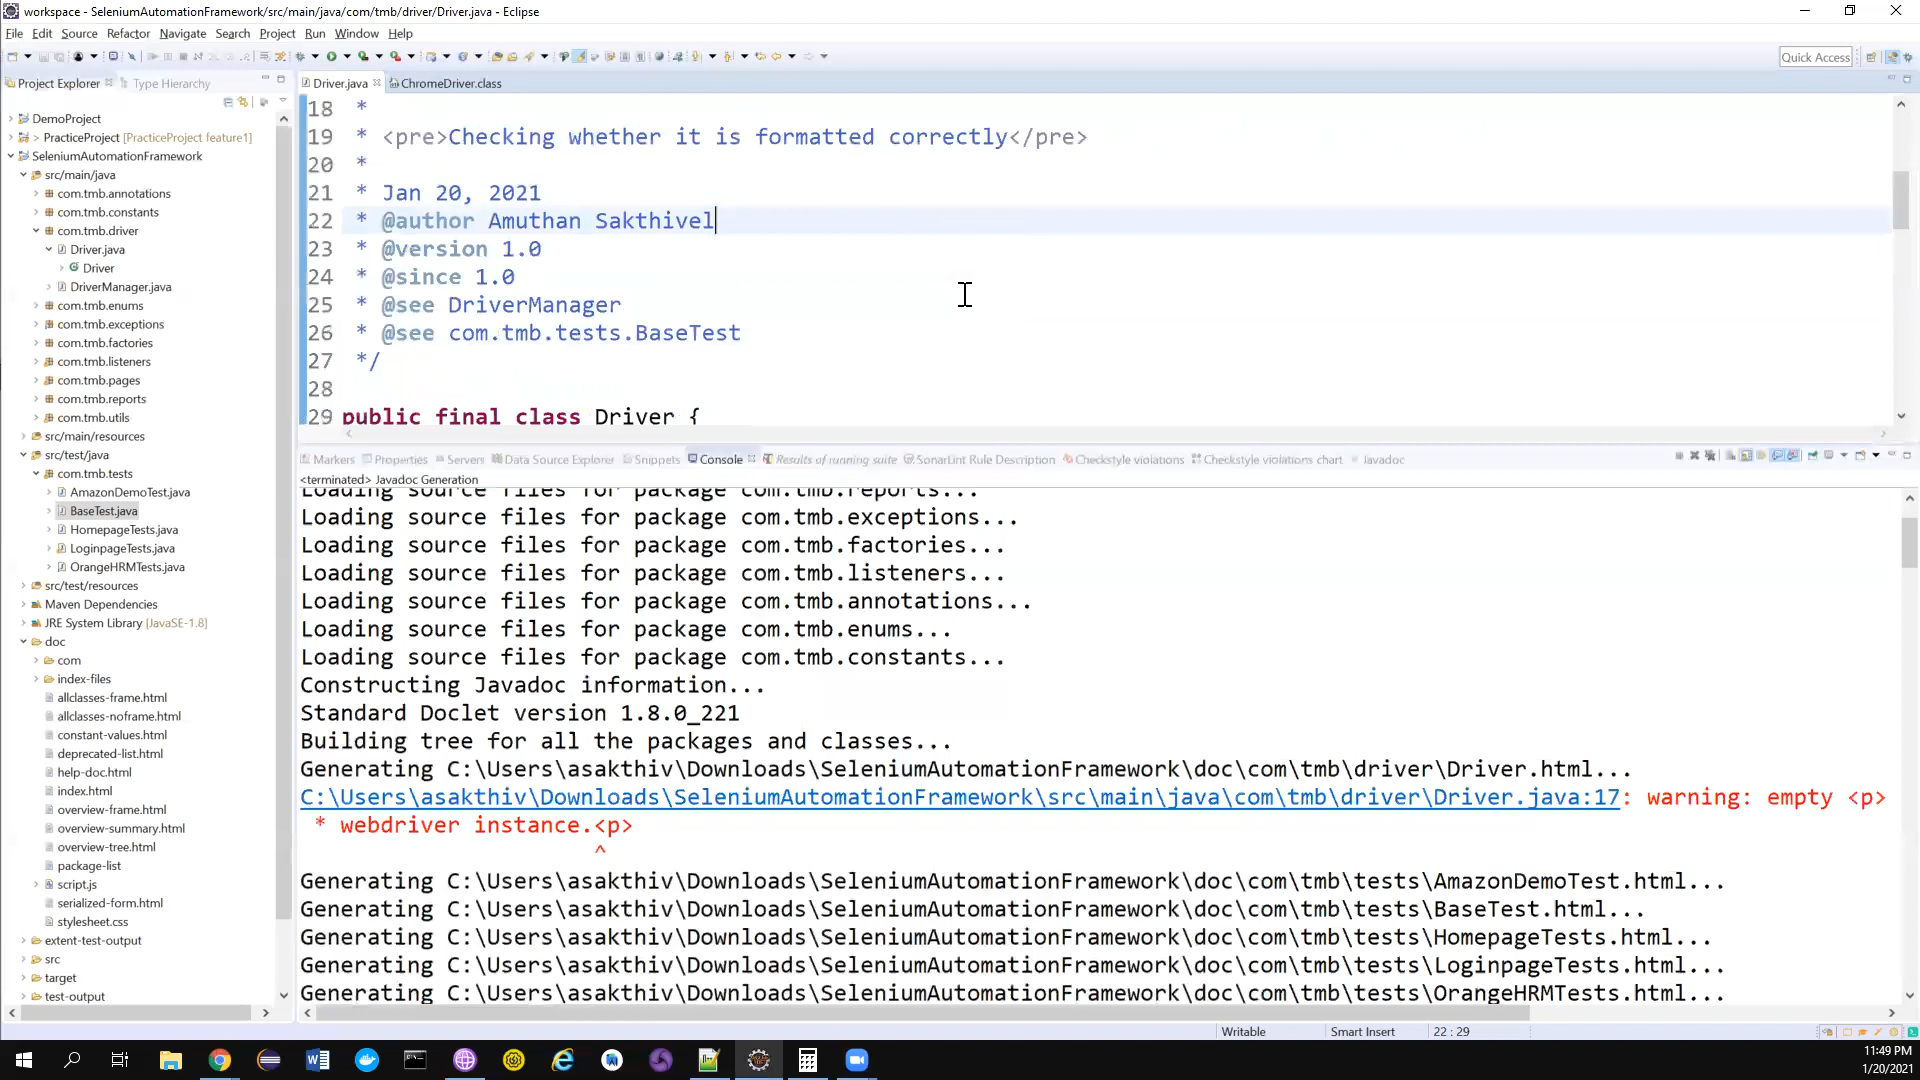 workspace - SeleniumAutomationFramework/src/main/java/com/tmb/driver/Driver.java - Eclipse
File Edit Source Refactor Navigate Search Project Run Window Help
Quick Access
Project Explorer
Type Hierarchy
DemoProject
> PracticeProject [PracticeProject feature1]
SeleniumAutomationFramework
src/main/java
com.tmb.annotations
com.tmb.constants
com.tmb.driver
Driver.java
Driver
DriverManager.java
com.tmb.enums
com.tmb.exceptions
com.tmb.factories
com.tmb.listeners
com.tmb.pages
com.tmb.reports
com.tmb.utils
src/main/resources
src/test/java
com.tmb.tests
AmazonDemoTest.java
BaseTest.java
HomepageTests.java
LoginpageTests.java
OrangeHRMTests.java
src/test/resources
Maven Dependencies
JRE System Library [JavaSE-1.8]
doc
com
index-files
allclasses-frame.html
allclasses-noframe.html
constant-values.html
deprecated-list.html
help-doc.html
index.html
overview-frame.html
overview-summary.html
overview-tree.html
package-list
script.js
serialized-form.html
stylesheet.css
extent-test-output
src
target
test-output
Driver.java
ChromeDriver.class
18 *
19 * <pre>Checking whether it is formatted correctly</pre>
20 *
21 * Jan 20, 2021
22 * @author Amuthan Sakthivel
23 * @version 1.0
24 * @since 1.0
25 * @see DriverManager
26 * @see com.tmb.tests.BaseTest
27 */
28
29 public final class Driver {
Markers Properties Servers Data Source Explorer Snippets Console Results of running suite SonarLint Rule Description Checkstyle violations Checkstyle violations chart Javadoc
<terminated> Javadoc Generation
Loading source files for package com.tmb.reports...
Loading source files for package com.tmb.exceptions...
Loading source files for package com.tmb.factories...
Loading source files for package com.tmb.listeners...
Loading source files for package com.tmb.annotations...
Loading source files for package com.tmb.enums...
Loading source files for package com.tmb.constants...
Constructing Javadoc information...
Standard Doclet version 1.8.0_221
Building tree for all the packages and classes...
Generating C:\Users\asakthiv\Downloads\SeleniumAutomationFramework\doc\com\tmb\driver\Driver.html...
C:\Users\asakthiv\Downloads\SeleniumAutomationFramework\src\main\java\com\tmb\driver\Driver.java:17: warning: empty <p>
* webdriver instance.<p>
^
Generating C:\Users\asakthiv\Downloads\SeleniumAutomationFramework\doc\com\tmb\tests\AmazonDemoTest.html...
Generating C:\Users\asakthiv\Downloads\SeleniumAutomationFramework\doc\com\tmb\tests\BaseTest.html...
Generating C:\Users\asakthiv\Downloads\SeleniumAutomationFramework\doc\com\tmb\tests\HomepageTests.html...
Generating C:\Users\asakthiv\Downloads\SeleniumAutomationFramework\doc\com\tmb\tests\LoginpageTests.html...
Generating C:\Users\asakthiv\Downloads\SeleniumAutomationFramework\doc\com\tmb\tests\OrangeHRMTests.html...
Writable Smart Insert 22 : 29
11:49 PM
1/20/2021